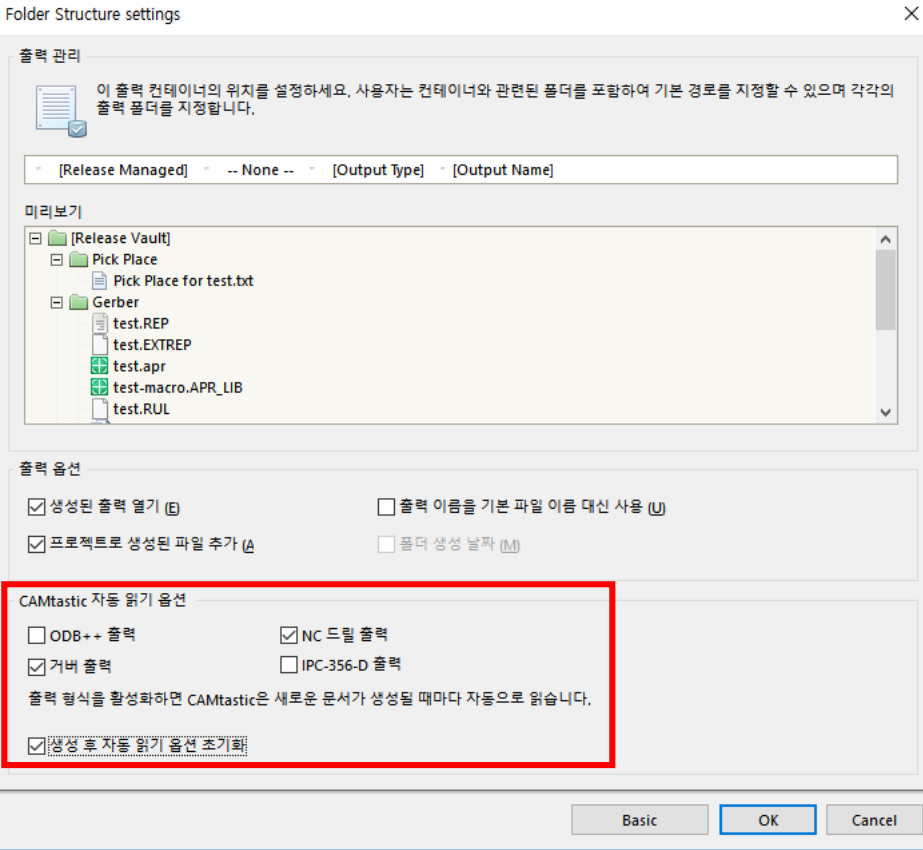 Folder Structure settings
출력 관리
이 출력 컨테이너의 위치를 설정하세요. 사용자는 컨테이너와 관련된 폴더를 포함하여 기본 경로를 지정할 수 있으며 각각의
출력 폴더를 지정합니다.
[Release Managed] -- None -- [Output Type] [Output Name]
미리보기
[Release Vault]
Pick Place
Pick Place for test.txt
Gerber
test.REP
test.EXTREP
test.apr
test-macro.APR_LIB
test.RUL
출력 옵션
생성된 출력 열기 (E) 출력 이름을 기본 파일 이름 대신 사용 (U)
프로젝트로 생성된 파일 추가 (A 폴더 생성 날짜 (M)
CAMtastic 자동 읽기 옵션
ODB++ 출력 NC 드릴 출력
거버 출력 IPC-356-D 출력
출력 형식을 활성화하면 CAMtastic은 새로운 문서가 생성될 때마다 자동으로 읽습니다.
생성 후 자동 읽기 옵션 초기화
Basic OK Cancel